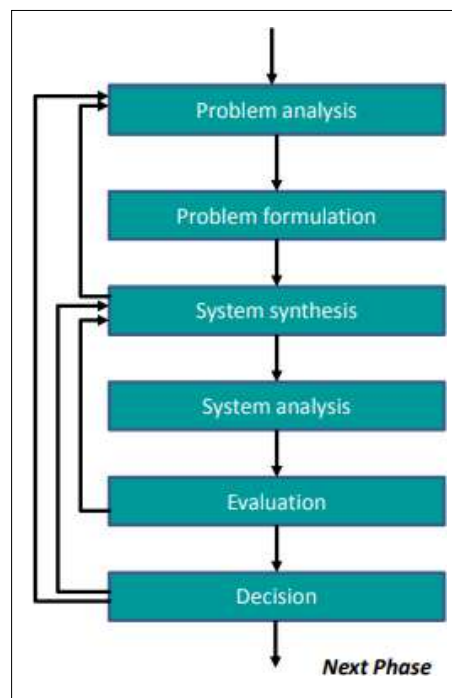 Problem analysis
Problem formulation
System synthesis
System analysis
Evaluation
Decision
Next Phase